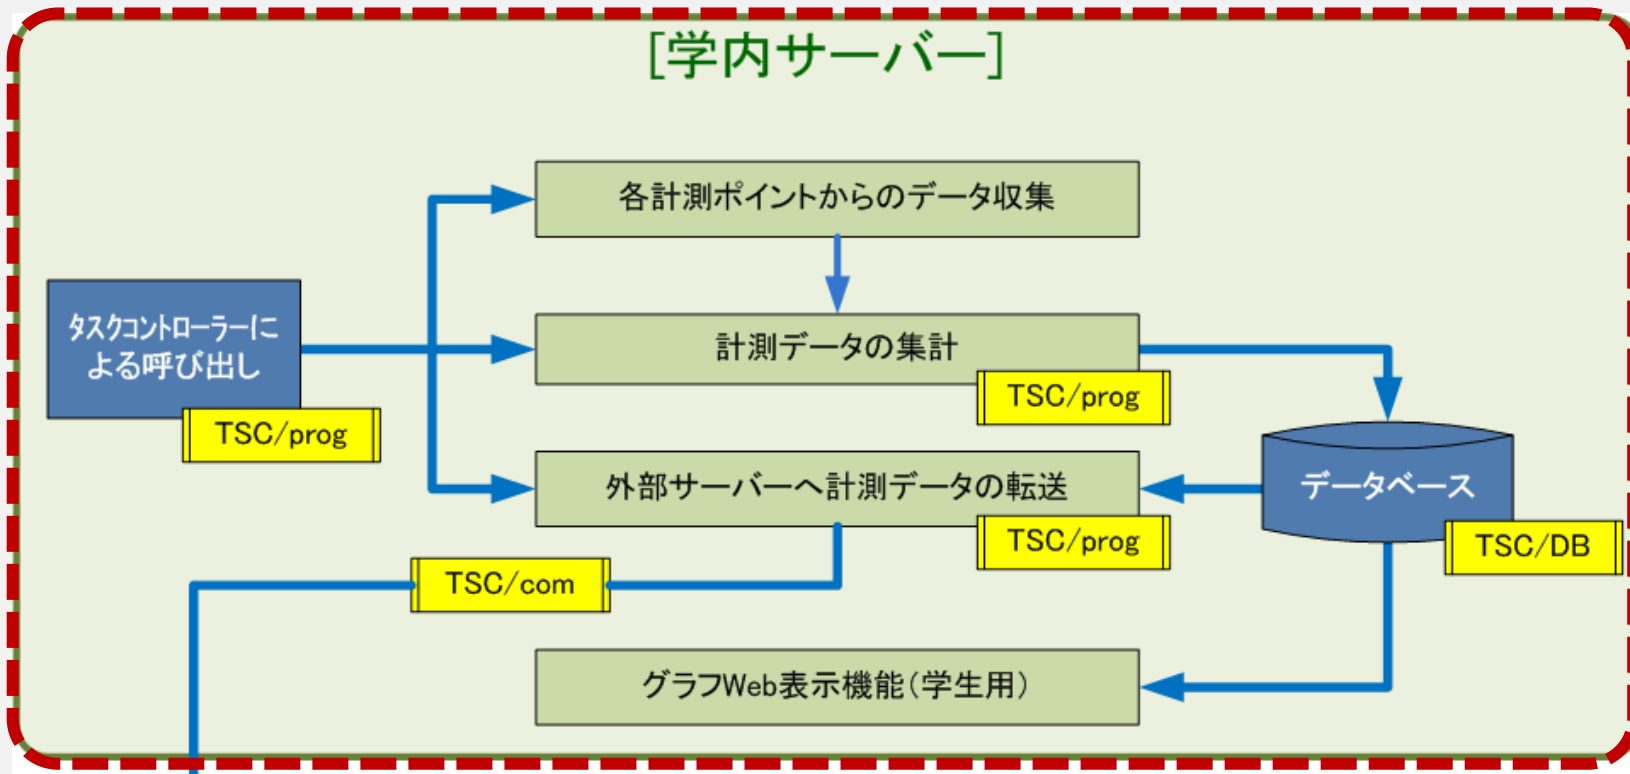 [学内サーバー]
各計測ポイントからのデータ収集
タスクコントローラーに
よる呼び出し
TSC/prog
計測データの集計
TSC/prog
外部サーバーへ計測データの転送
TSC/prog
データベース
TSC/DB
TSC/com
グラフWeb表示機能(学生用)